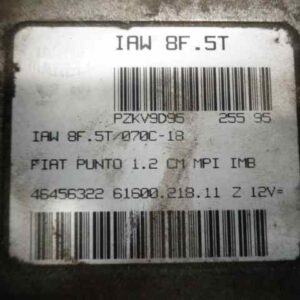 IAW 8F.5T
PZKV9D95 255 95
IAW 8F.5T/070C-18
FIAT PUNTO 1.2 CM MPI IMB
46456322 61600.218.11 Z 12V=